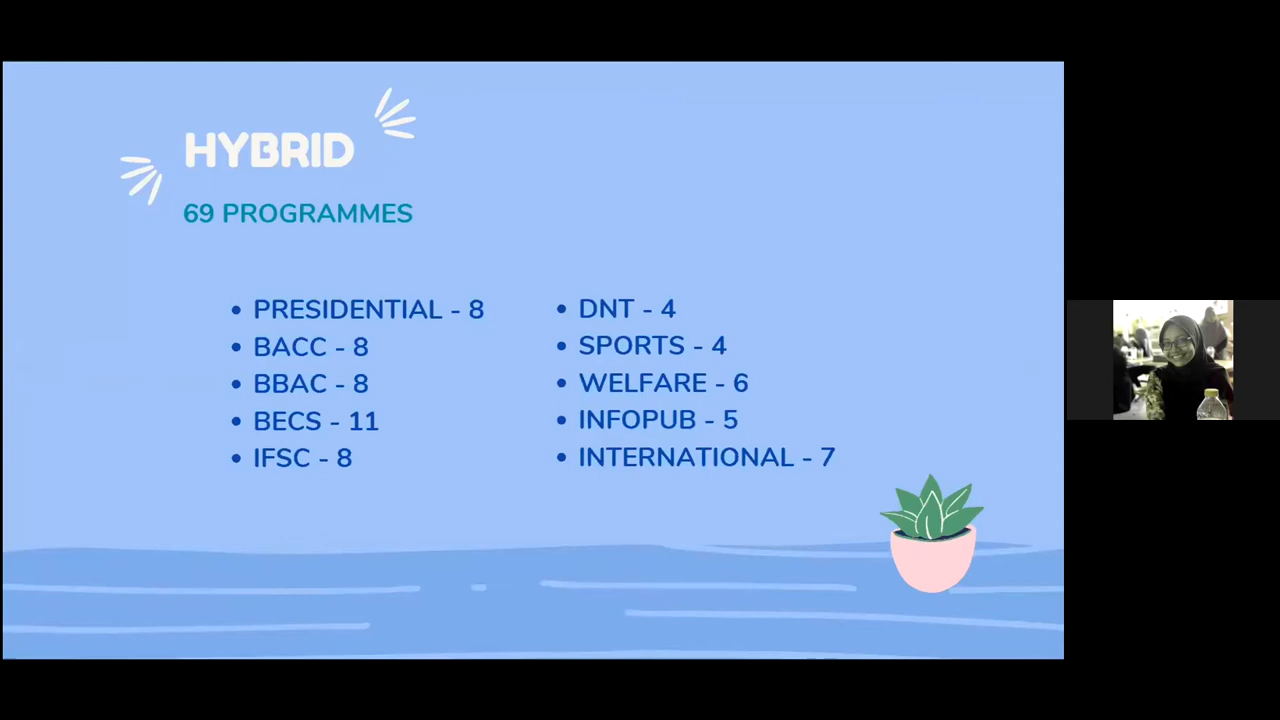 HYBRID
69 PROGRAMMES
• PRESIDENTIAL - 8
• BACC - 8
• BBAC - 8
• BECS - 11
• IFSC - 8
• DNT - 4
• SPORTS - 4
• WELFARE - 6
• INFOPUB - 5
• INTERNATIONAL - 7